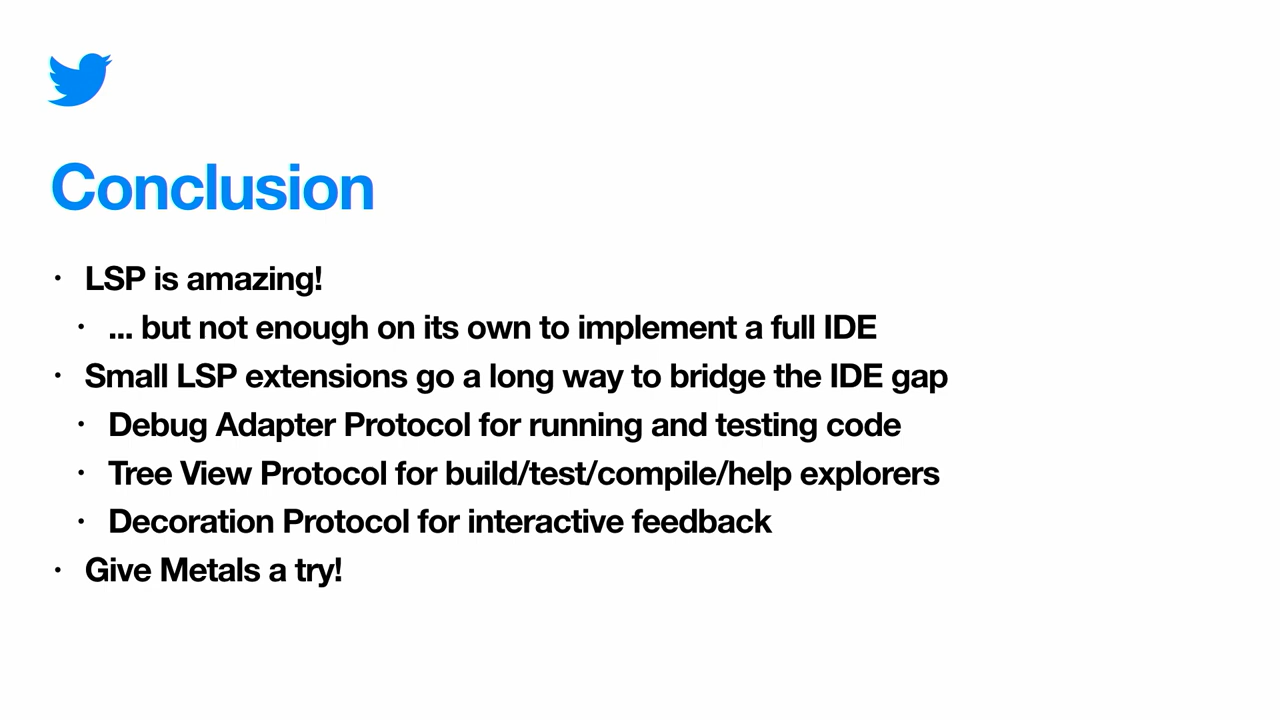 Conclusion
· LSP is amazing!
· ... but not enough on its own to implement a full IDE
· Small LSP extensions go a long way to bridge the IDE gap
· Debug Adapter Protocol for running and testing code
· Tree View Protocol for build/test/compile/help explorers
· Decoration Protocol for interactive feedback
· Give Metals a try!